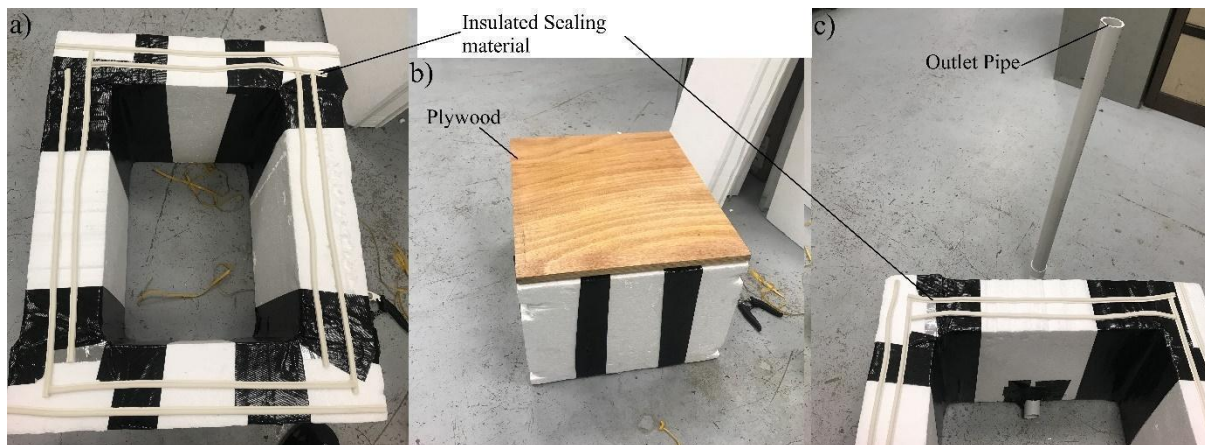 a)
Insulated Sealing
material
b)
Plywood
c)
Outlet Pipe